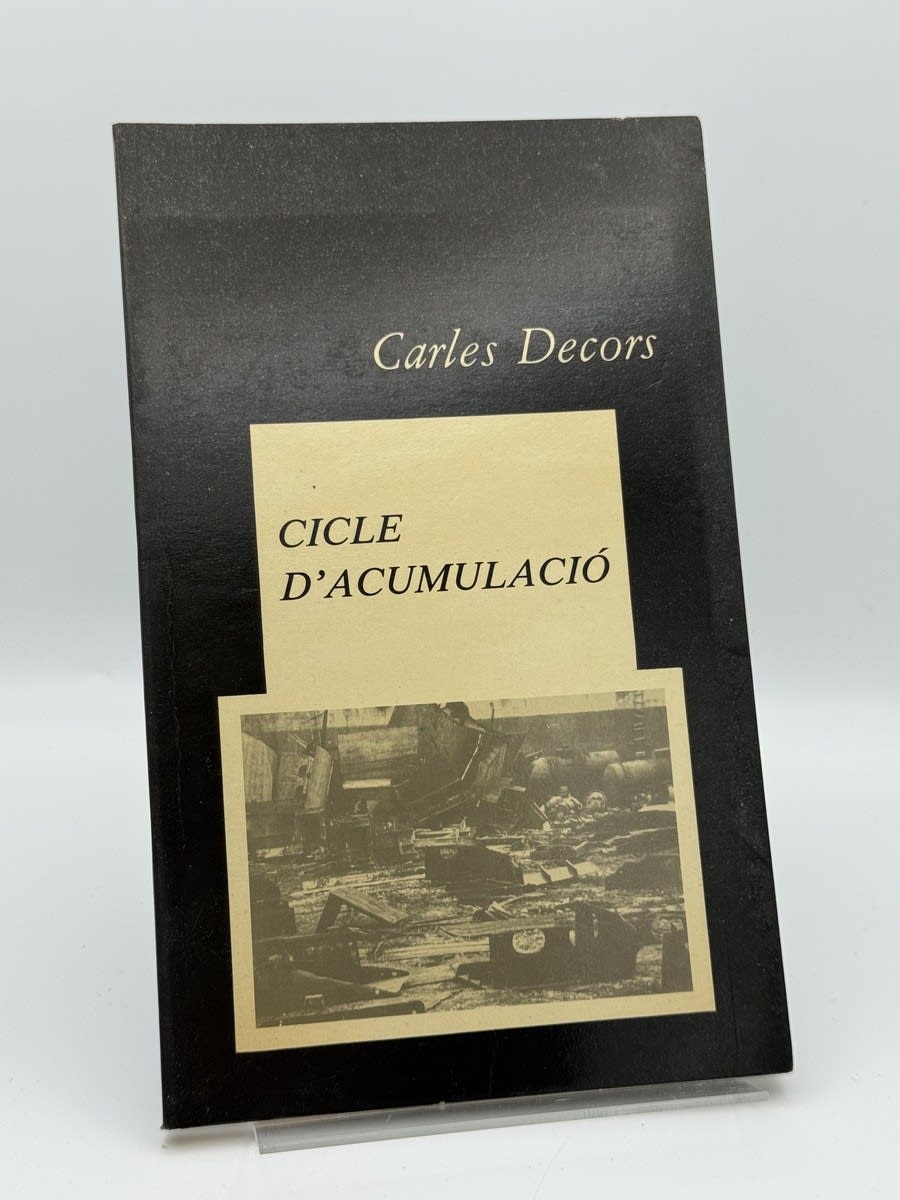 Carles Decors
CICLE
D'ACUMULACIÓ